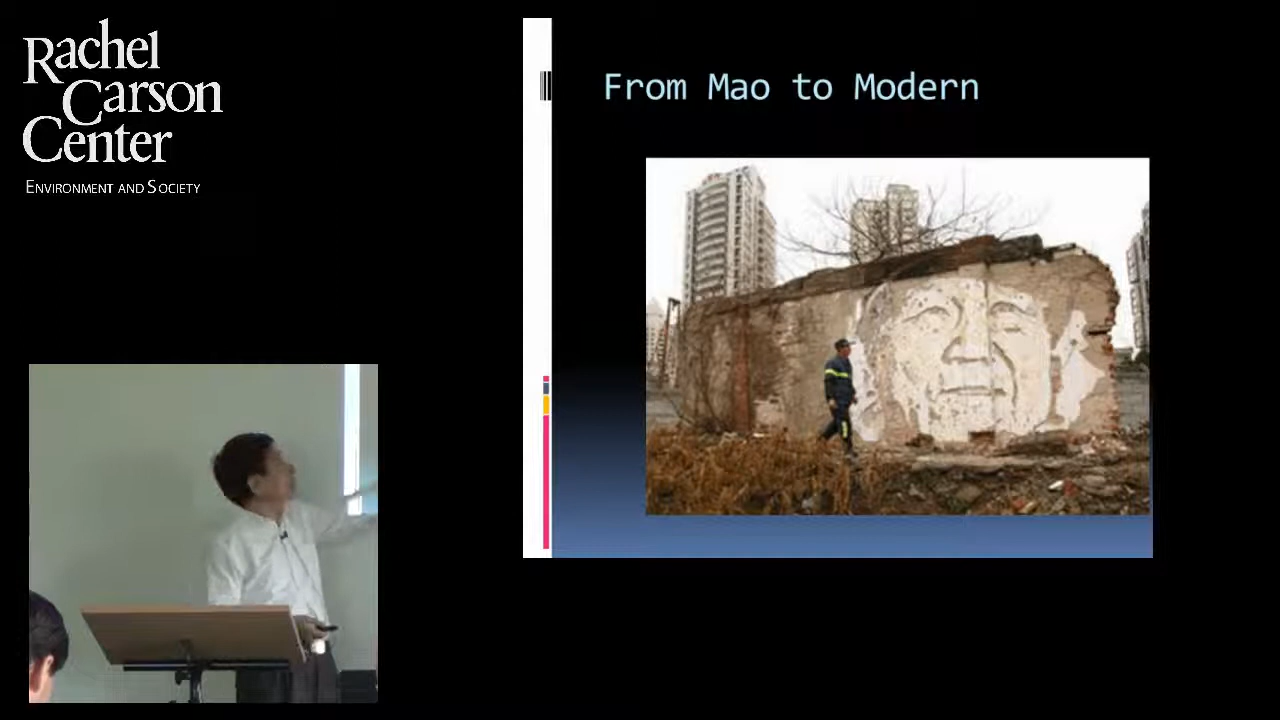 Rachel
Carson
Center
ENVIRONMENT AND SOCIETY
From Mao to Modern